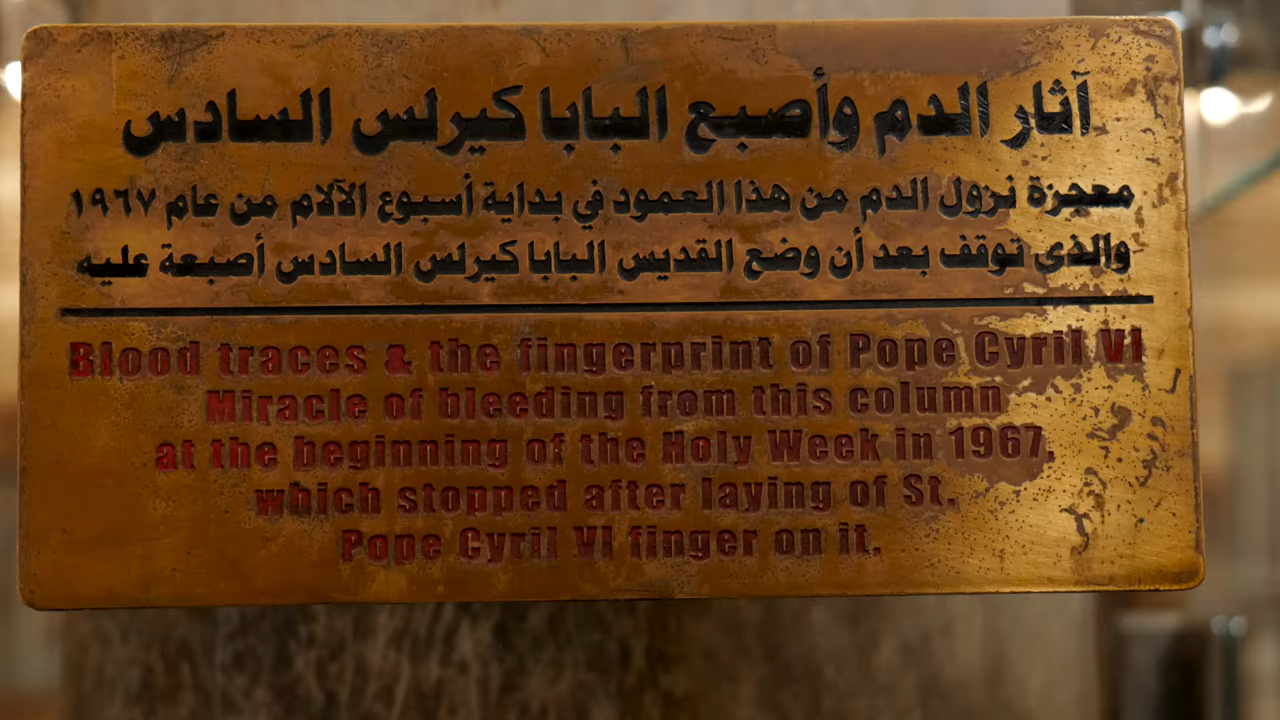 آثار الدم وأصبع البابا كيرلس السادس
معجزة نزول الدم من هذا العمود في بداية أسبوع الآلام من عام ١٩٦٧
والذى توقف بعد أن وضع القديس البابا كيرلس السادس أصبعة عليه
Blood traces & the fingerprint of Pope Cyril VI
Miracle of bleeding from this column
at the beginning of the Holy Week in 1967,
which stopped after laying of St.
Pope Cyril VI finger on it.